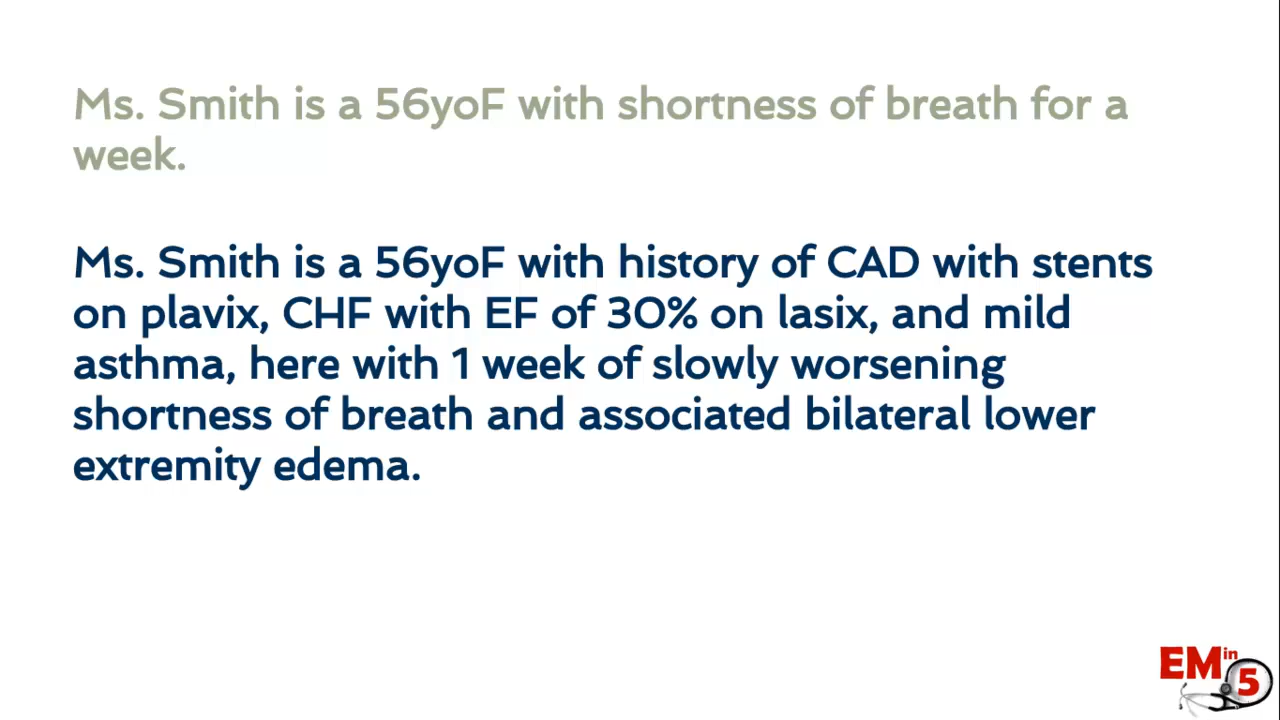 Ms. Smith is a 56yoF with shortness of breath for a
week.
Ms. Smith is a 56yoF with history of CAD with stents
on plavix, CHF with EF of 30% on lasix, and mild
asthma, here with 1 week of slowly worsening
shortness of breath and associated bilateral lower
extremity edema.
EM in 5